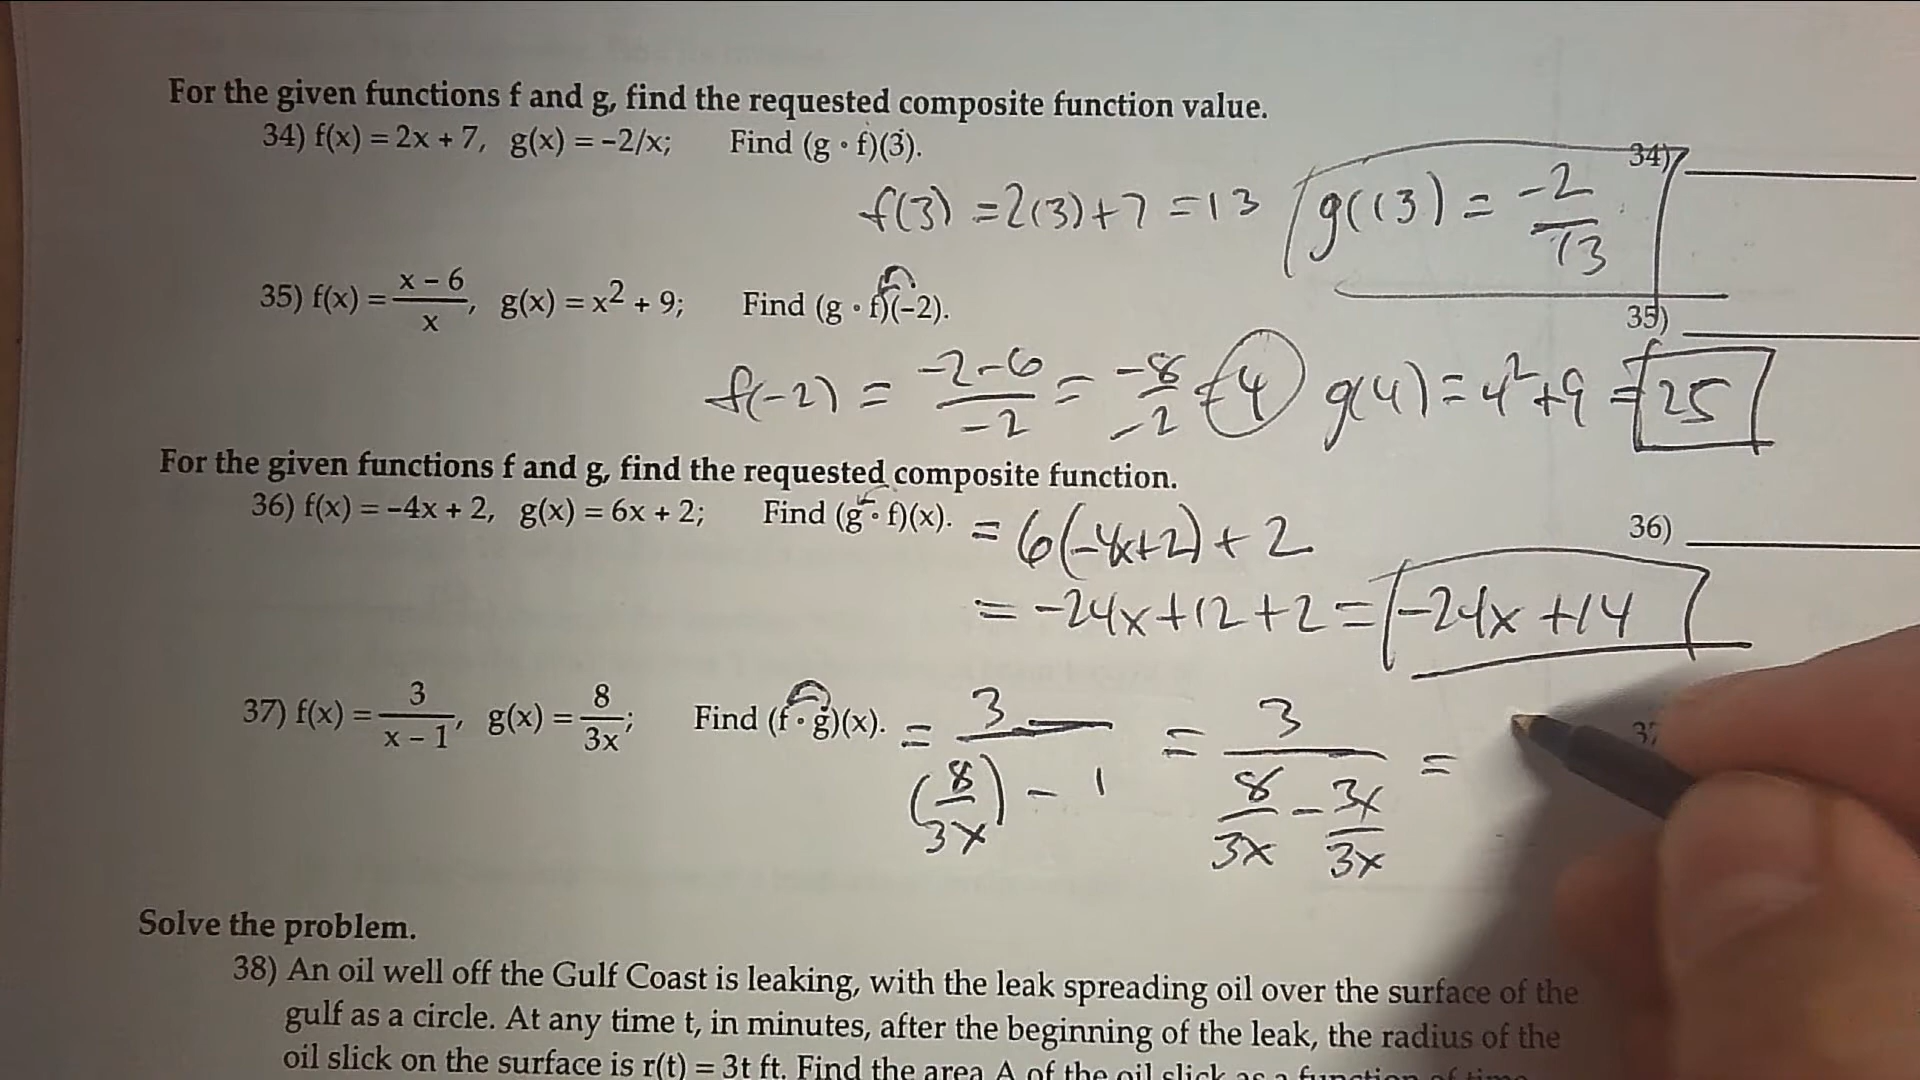 For the given functions f and g, find the requested composite function value.
34) f(x) = 2x + 7, g(x) = -2/x; Find (g ∘ f)(3).
34)
f(3) = 2(3)+7 = 13 g(13) = -2/13
35) f(x) = (x - 6)/x, g(x) = x² + 9; Find (g ∘ f)(-2).
35)
f(-2) = (-2-6)/-2 = -8/-2 = 4 g(4) = 4²+9 = 25
For the given functions f and g, find the requested composite function.
36) f(x) = -4x + 2, g(x) = 6x + 2; Find (g ∘ f)(x). = 6(-4x+2)+2
36)
= -24x+12+2 = -24x+14
37) f(x) = 3/(x - 1), g(x) = 8/3x; Find (f ∘ g)(x). = 3/((8/3x) - 1) = 3/(8/3x - 3x/3x) =
Solve the problem.
38) An oil well off the Gulf Coast is leaking, with the leak spreading oil over the surface of the
gulf as a circle. At any time t, in minutes, after the beginning of the leak, the radius of the
oil slick on the surface is r(t) = 3t ft. Find the area A of the oil slick as a function of time